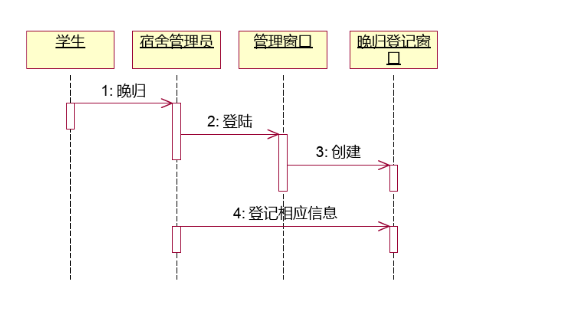 学生
宿舍管理员
管理窗口
晚归登记窗
口
1: 晚归
2: 登陆
3: 创建
4: 登记相应信息